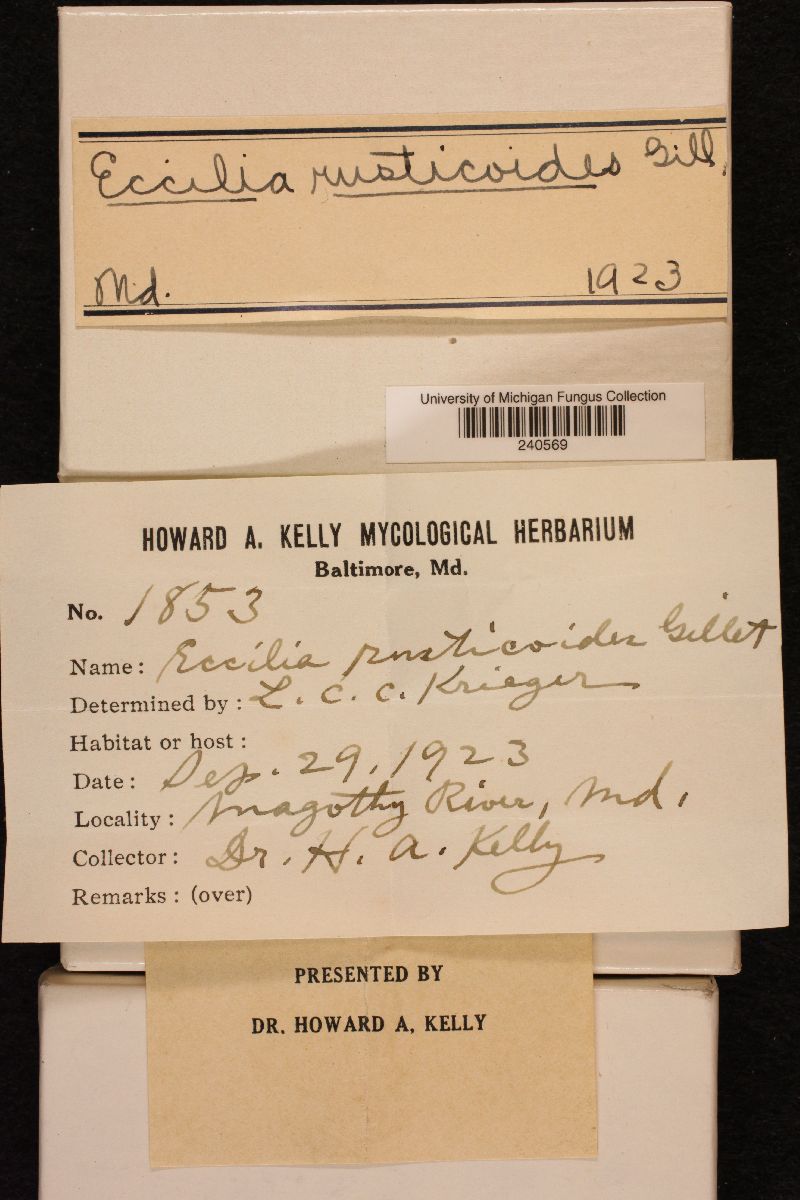 Eccilia rusticoides Gill.
Md. 1923
University of Michigan Fungus Collection
240569
HOWARD A. KELLY MYCOLOGICAL HERBARIUM
Baltimore, Md.
No. 1853
Name: Eccilia rusticoides Gillet
Determined by: L. C. C. Krieger
Habitat or host:
Date: Sep. 29, 1923
Locality: Magothy River, Md.
Collector: Dr. H. A. Kelly
Remarks: (over)
PRESENTED BY
DR. HOWARD A. KELLY